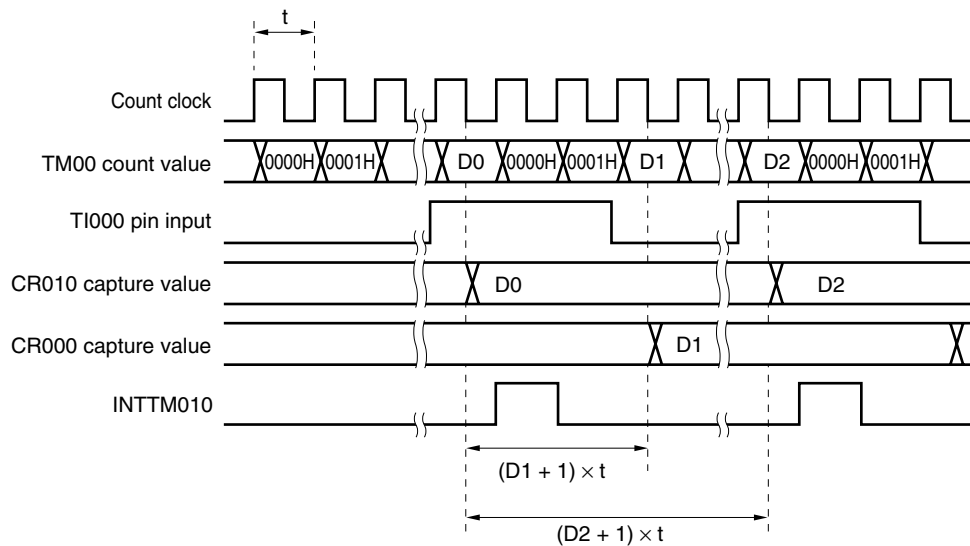 t
Count clock
TM00 count value 0000H 0001H D0 0000H 0001H D1 D2 0000H 0001H
TI000 pin input
CR010 capture value D0 D2
CR000 capture value D1
INTTM010
(D1 + 1) × t
(D2 + 1) × t